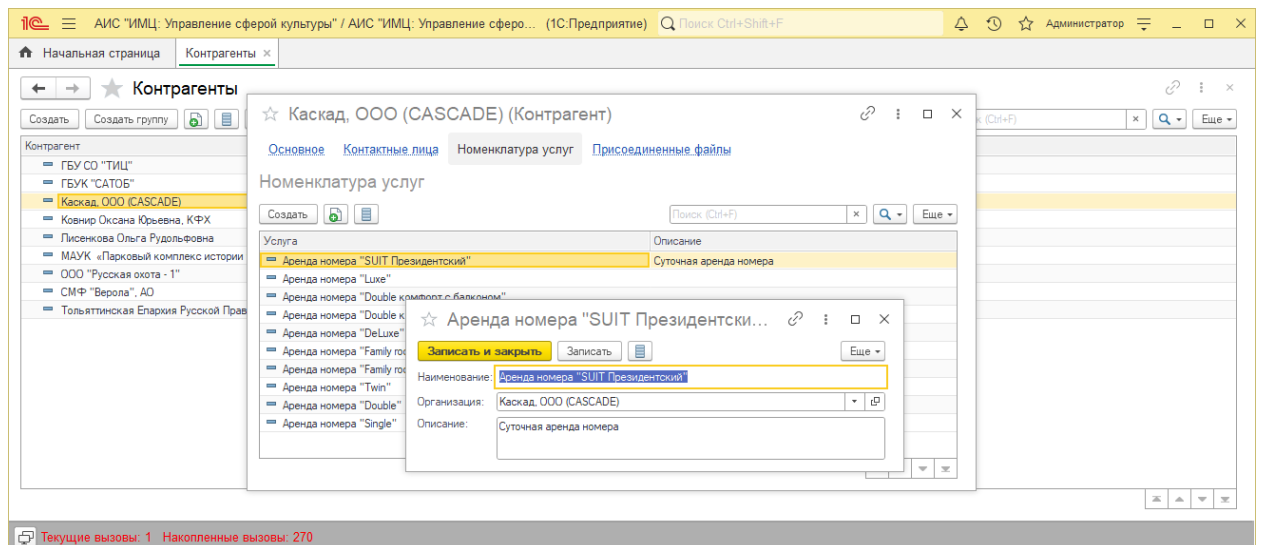 1С АИС "ИМЦ: Управление сферой культуры" / АИС "ИМЦ: Управление сферо... (1С:Предприятие) Поиск Ctrl+Shift+F Администратор
Начальная страница Контрагенты ×
Контрагенты
Создать Создать группу (Ctrl+F) × Еще
Контрагент
ГБУ СО "ТИЦ"
ГБУК "САТОБ"
Каскад, ООО (CASCADE)
Ковнир Оксана Юрьевна, КФХ
Лисенкова Ольга Рудольфовна
МАУК «Парковый комплекс истории
ООО "Русская охота - 1"
СМФ "Верола", АО
Тольяттинская Епархия Русской Прав
Каскад, ООО (CASCADE) (Контрагент)
Основное Контактные лица Номенклатура услуг Присоединенные файлы
Номенклатура услуг
Создать Поиск (Ctrl+F) × Еще
Услуга Описание
Аренда номера "SUIT Президентский" Суточная аренда номера
Аренда номера "Luxe"
Аренда номера "Double комфорт с балконом"
Аренда номера "Double к
Аренда номера "DeLuxe"
Аренда номера "Family roo
Аренда номера "Family roo
Аренда номера "Twin"
Аренда номера "Double"
Аренда номера "Single"
Аренда номера "SUIT Президентски...
Записать и закрыть Записать Еще
Наименование: Аренда номера "SUIT Президентский"
Организация: Каскад, ООО (CASCADE)
Описание: Суточная аренда номера
Текущие вызовы: 1 Накопленные вызовы: 270